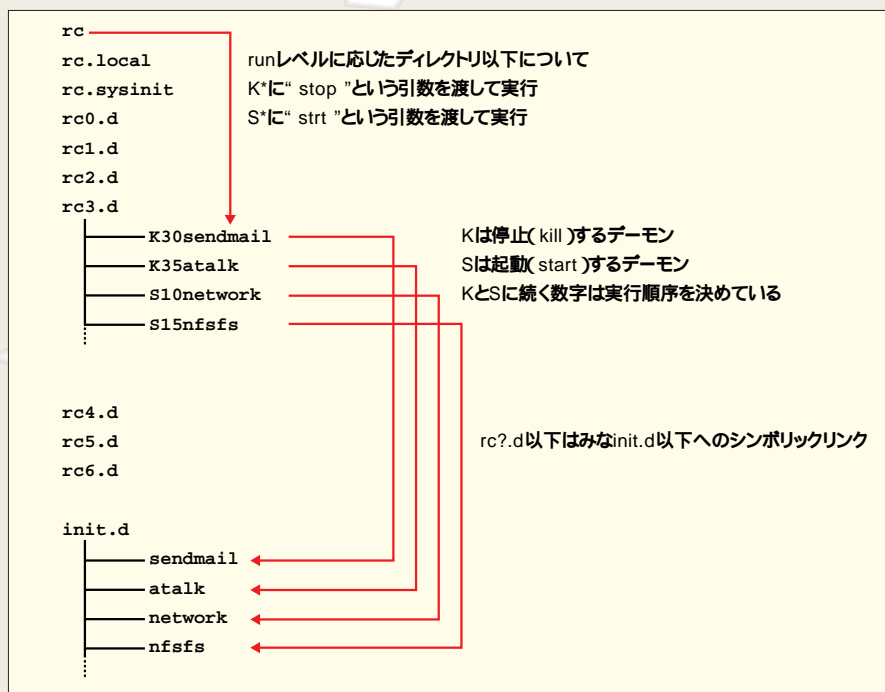 rc
rc.local
runレベルに応じたディレクトリ以下について
rc.sysinit
K*に“ stop ”という引数を渡して実行
rc0.d
S*に“ strt ”という引数を渡して実行
rc1.d
rc2.d
rc3.d
K30sendmail
Kは停止( kill )するデーモン
K35atalk
Sは起動( start )するデーモン
S10network
KとSに続く数字は実行順序を決めている
S15nfsfs
rc4.d
rc5.d
rc?.d以下はみなinit.d以下へのシンボリックリンク
rc6.d
init.d
sendmail
atalk
network
nfsfs